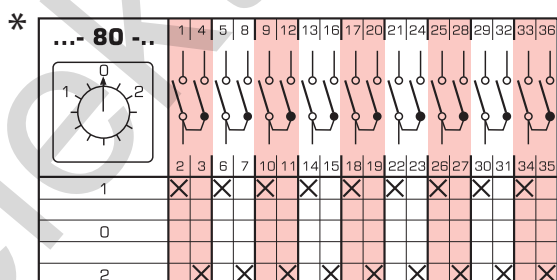 *
...- 80 -..
1 4 5 8 9 12 13 16 17 20 21 24 25 28 29 32 33 36
0
1 2
2 3 6 7 10 11 14 15 18 19 22 23 26 27 30 31 34 35
1 X X X X X X X X X
0
2 X X X X X X X X X